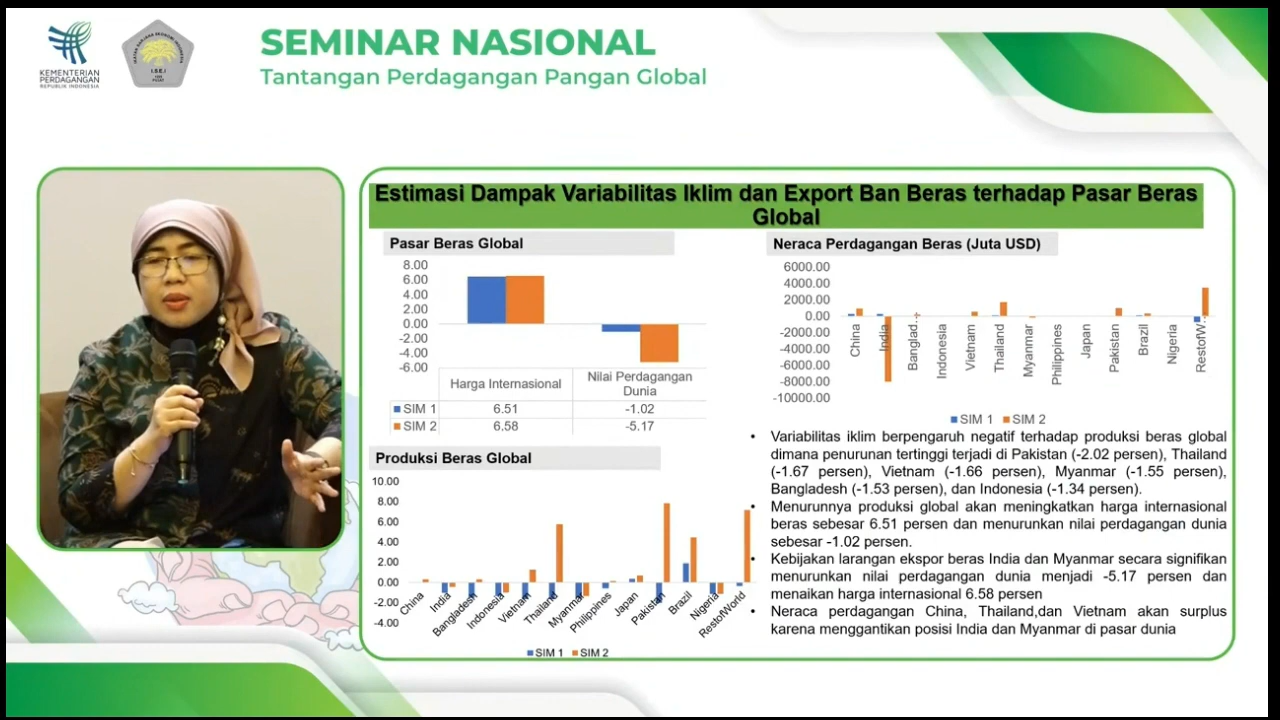 KEMENTERIAN
PERDAGANGAN
REPUBLIK INDONESIA
I.S.E.I
SEMINAR NASIONAL
Tantangan Perdagangan Pangan Global
Estimasi Dampak Variabilitas Iklim dan Export Ban Beras terhadap Pasar Beras
Global
Pasar Beras Global
8.00
6.00
4.00
2.00
0.00
-2.00
-4.00
-6.00
Harga Internasional
Nilai Perdagangan
Dunia
SIM 1 6.51 -1.02
SIM 2 6.58 -5.17
Produksi Beras Global
10.00
8.00
6.00
4.00
2.00
0.00
-2.00
-4.00
China India Bangladesh Indonesia Vietnam Thailand Myanmar Philippines Japan Pakistan Brazil Nigeria RestofWorld
SIM 1 SIM 2
Neraca Perdagangan Beras (Juta USD)
6000.00
4000.00
2000.00
0.00
-2000.00
-4000.00
-6000.00
-8000.00
-10000.00
China India Banglad.. Indonesia Vietnam Thailand Myanmar Philippines Japan Pakistan Brazil Nigeria RestofW..
SIM 1 SIM 2
• Variabilitas iklim berpengaruh negatif terhadap produksi beras global
dimana penurunan tertinggi terjadi di Pakistan (-2.02 persen), Thailand
(-1.67 persen), Vietnam (-1.66 persen), Myanmar (-1.55 persen),
Bangladesh (-1.53 persen), dan Indonesia (-1.34 persen).
• Menurunnya produksi global akan meningkatkan harga internasional
beras sebesar 6.51 persen dan menurunkan nilai perdagangan dunia
sebesar -1.02 persen.
• Kebijakan larangan ekspor beras India dan Myanmar secara signifikan
menurunkan nilai perdagangan dunia menjadi -5.17 persen dan
menaikan harga internasional 6.58 persen
• Neraca perdagangan China, Thailand,dan Vietnam akan surplus
karena menggantikan posisi India dan Myanmar di pasar dunia